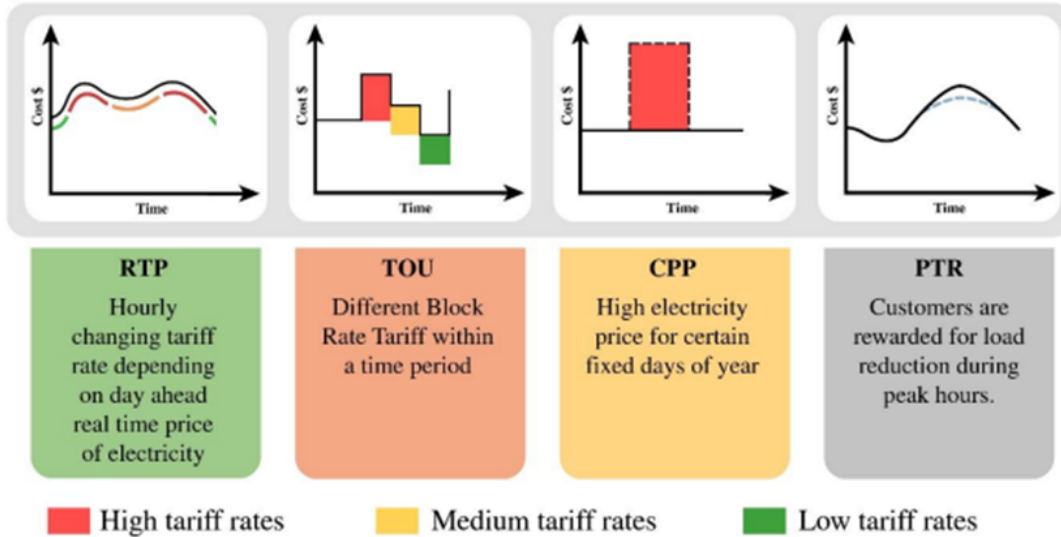 Cost $
Time
Cost $
Time
Cost $
Time
Cost $
Time
RTP
Hourly
changing tariff
rate depending
on day ahead
real time price
of electricity
TOU
Different Block
Rate Tariff within
a time period
CPP
High electricity
price for certain
fixed days of year
PTR
Customers are
rewarded for load
reduction during
peak hours.
High tariff rates
Medium tariff rates
Low tariff rates